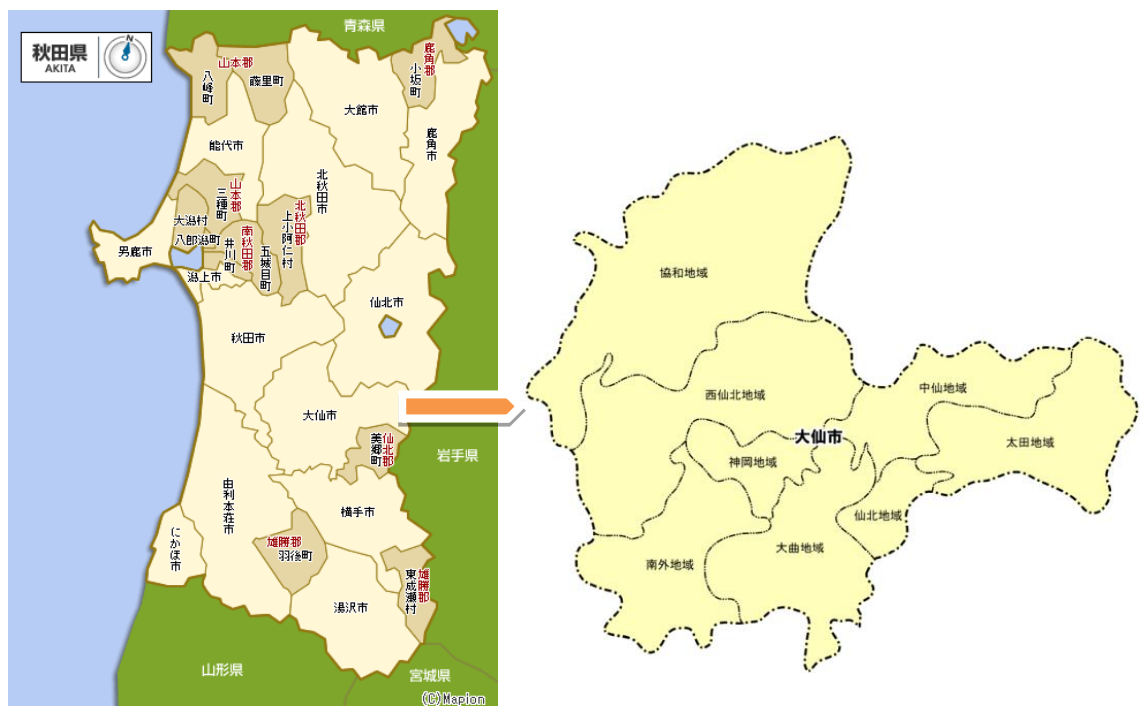 青森県
秋田県
AKITA
N
山本郡
八峰町
藤里町
鹿角郡
小坂町
大館市
鹿角市
能代市
北秋田市
山本郡
三種町
北秋田郡
上小阿仁村
大潟村
八郎潟町
南秋田郡
井川町
五城目町
男鹿市
潟上市
仙北市
秋田市
大仙市
仙北郡
美郷町
岩手県
由利本荘市
横手市
にかほ市
雄勝郡
羽後町
雄勝郡
東成瀬村
湯沢市
山形県
宮城県
(C)Mapion
協和地域
西仙北地域
中仙地域
大仙市
太田地域
神岡地域
仙北地域
大曲地域
南外地域